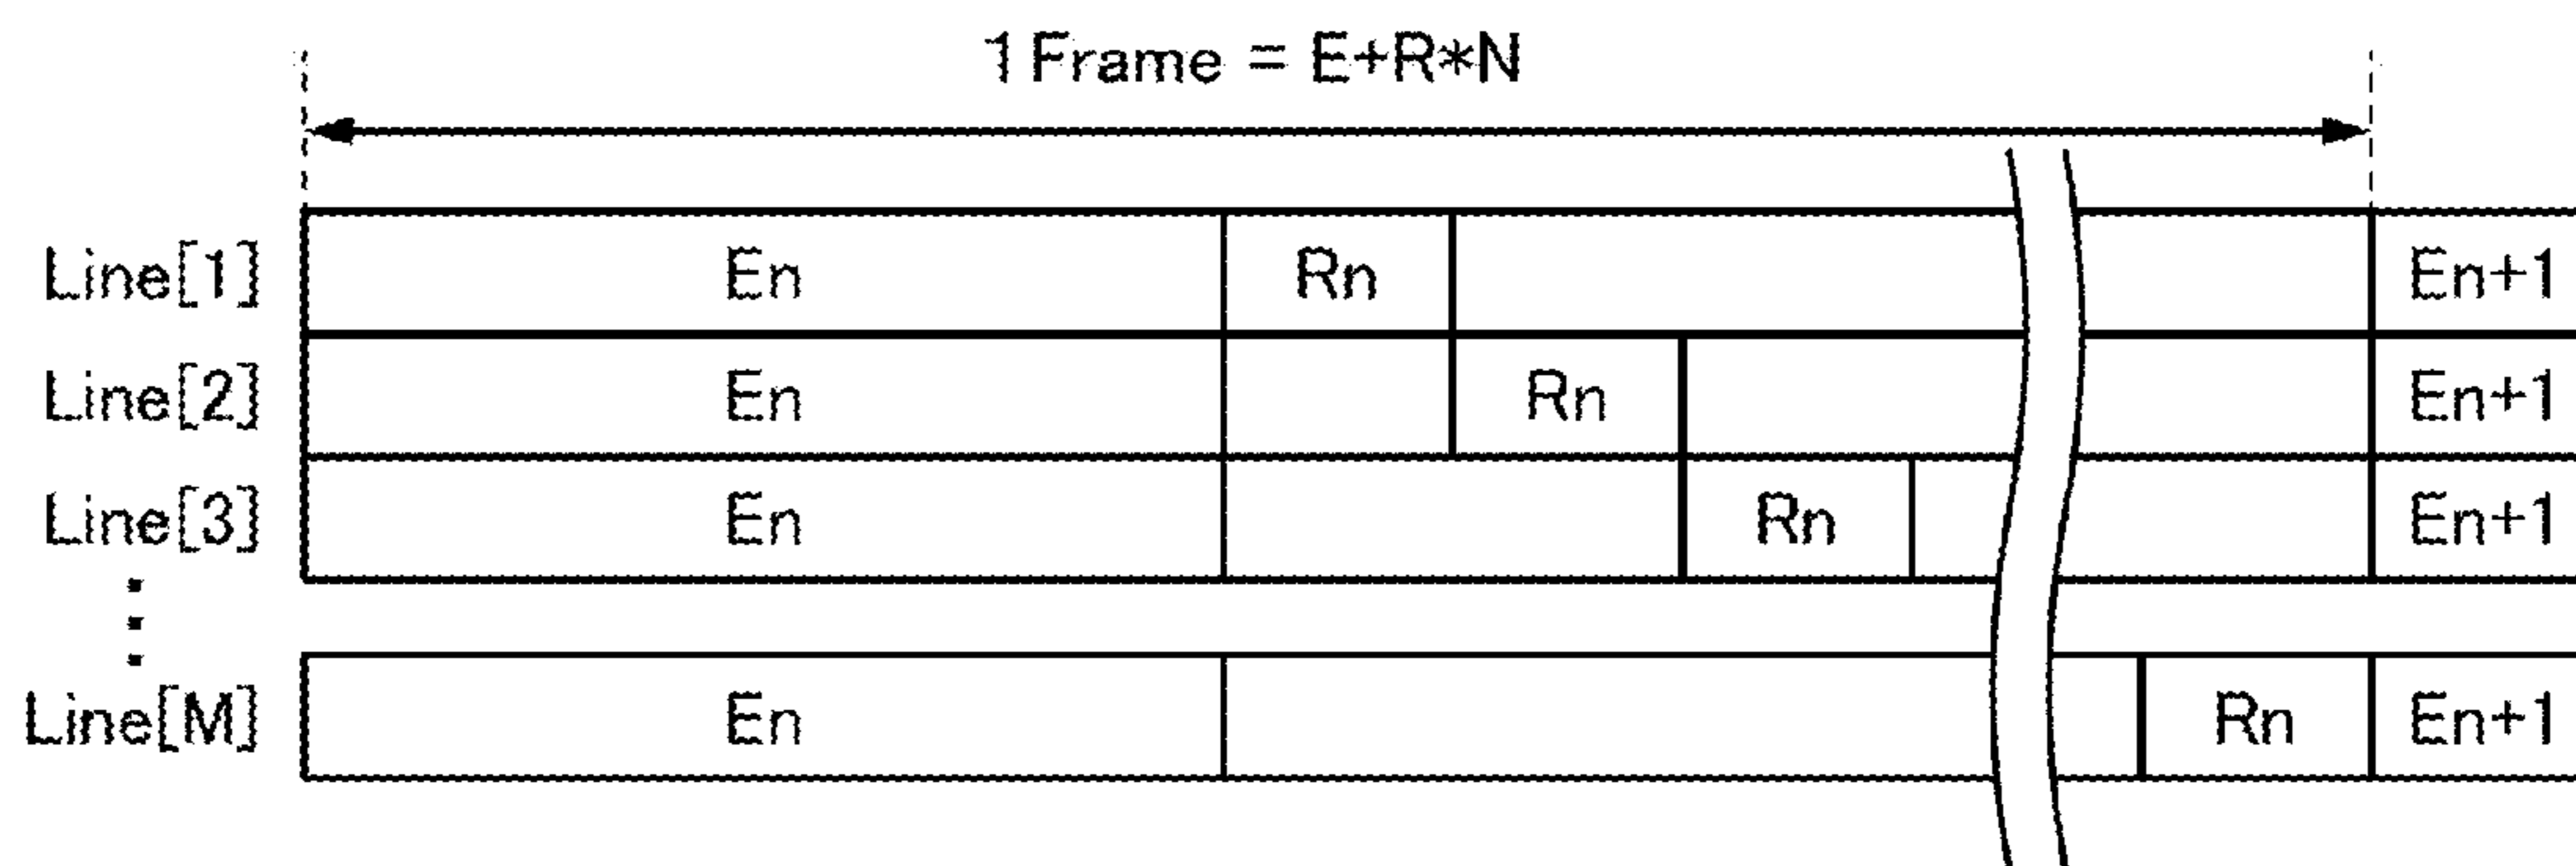 1 Frame = E+R*N
Line[1] En Rn En+1
Line[2] En Rn En+1
Line[3] En Rn En+1
Line[M] En Rn En+1